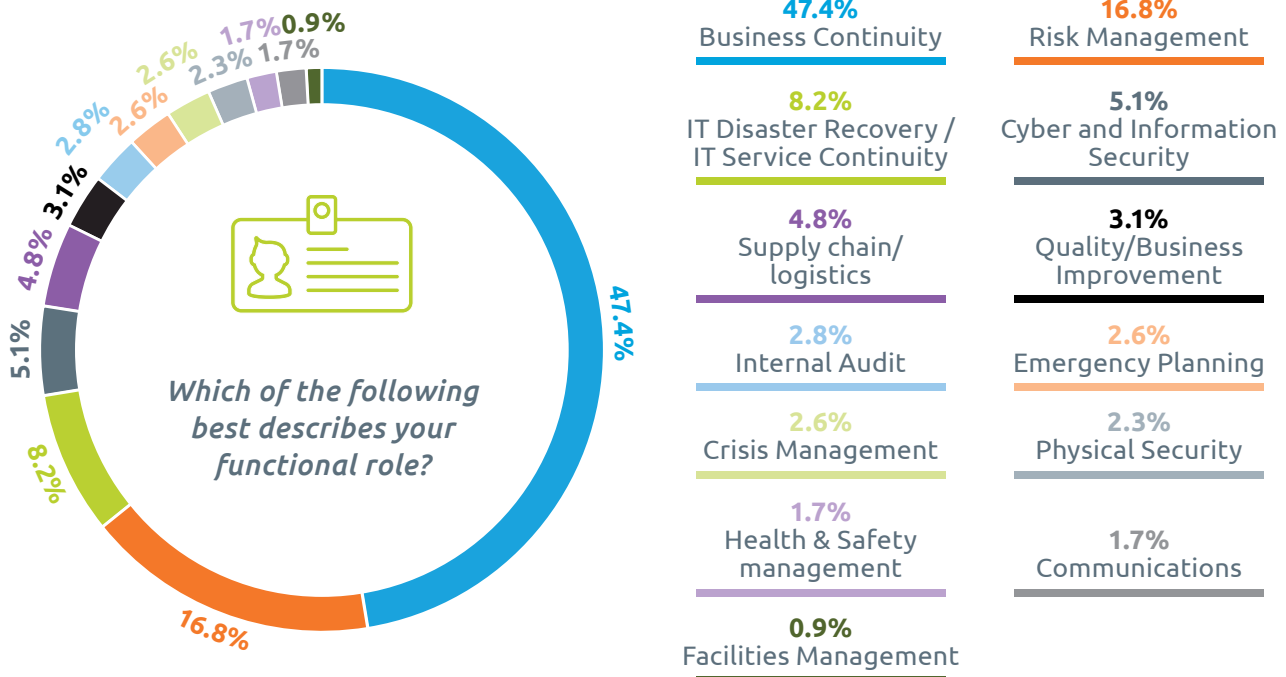 1.7%
0.9%
2.6%
2.3%
1.7%
2.8%
2.6%
3.1%
4.8%
5.1%
8.2%
16.8%
47.4%
Which of the following
best describes your
functional role?
47.4%
Business Continuity
16.8%
Risk Management
8.2%
IT Disaster Recovery /
IT Service Continuity
5.1%
Cyber and Information
Security
4.8%
Supply chain/
logistics
3.1%
Quality/Business
Improvement
2.8%
Internal Audit
2.6%
Emergency Planning
2.6%
Crisis Management
2.3%
Physical Security
1.7%
Health & Safety
management
1.7%
Communications
0.9%
Facilities Management